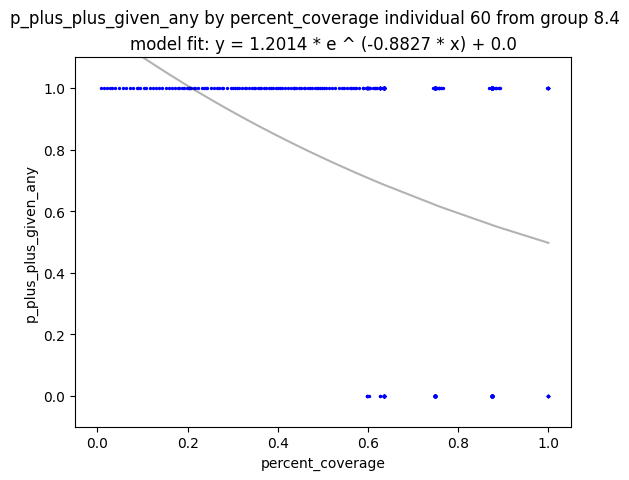 p_plus_plus_given_any by percent_coverage individual 60 from group 8.4
model fit: y = 1.2014 * e ^ (-0.8827 * x) + 0.0
1.0
0.8
0.6
0.4
0.2
0.0
p_plus_plus_given_any
0.0 0.2 0.4 0.6 0.8 1.0
percent_coverage